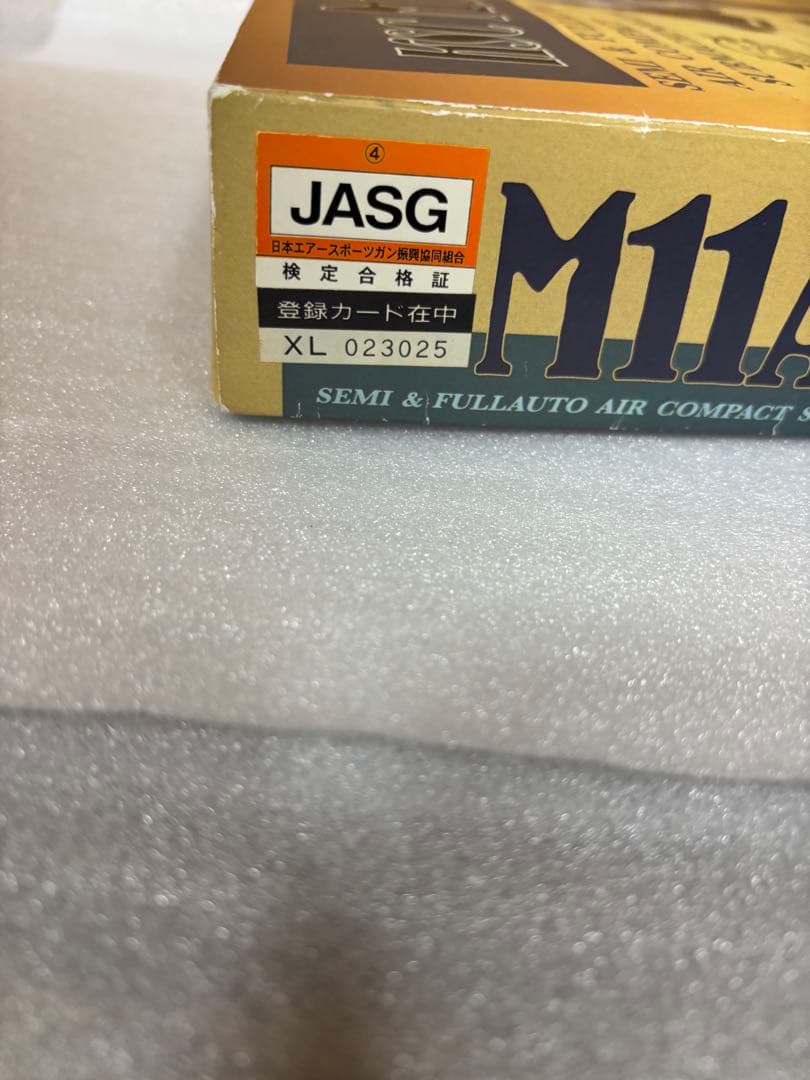 ④
JASG
日本エアースポーツガン振興協同組合
検定合格証
登録カード在中
XL 023025
M11A
SEMI & FULLAUTO AIR COMPACT S